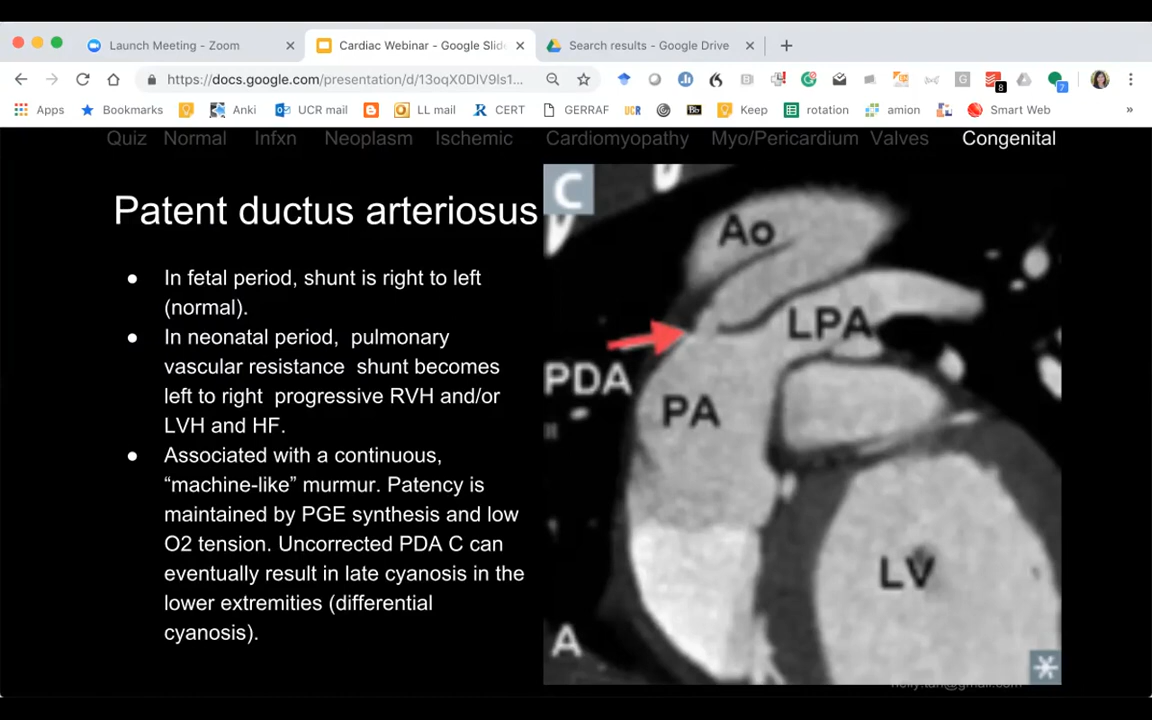 Launch Meeting - Zoom
Cardiac Webinar - Google Slid
Search results - Google Drive
https://docs.google.com/presentation/d/13oqX0DIV9ls1...
8
7
Apps
Bookmarks
Anki
UCR mail
LL mail
CERT
GERRAF
UCR
Keep
rotation
amion
Smart Web
»
Quiz Normal Infxn Neoplasm Ischemic Cardiomyopathy Myo/Pericardium Valves Congenital
Patent ductus arteriosus
● In fetal period, shunt is right to left
(normal).
● In neonatal period, pulmonary
vascular resistance shunt becomes
left to right progressive RVH and/or
LVH and HF.
● Associated with a continuous,
“machine-like” murmur. Patency is
maintained by PGE synthesis and low
O2 tension. Uncorrected PDA C can
eventually result in late cyanosis in the
lower extremities (differential
cyanosis).
C
Ao
LPA
PDA
PA
LV
A